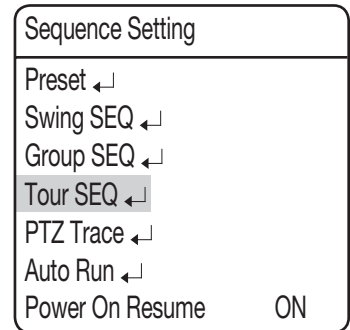 Sequence Setting
Preset ↵
Swing SEQ ↵
Group SEQ ↵
Tour SEQ ↵
PTZ Trace ↵
Auto Run ↵
Power On Resume ON